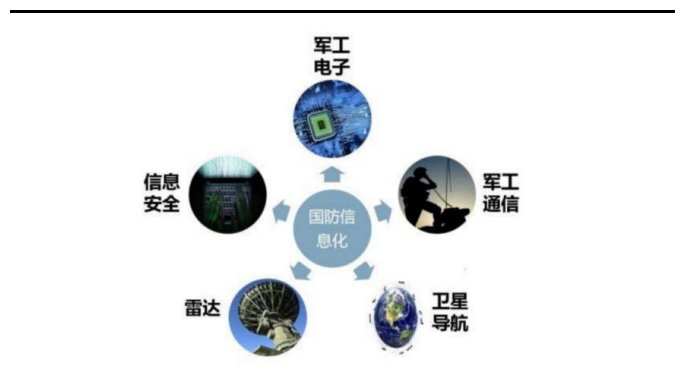 军工
电子
信息
安全
军工
通信
国防信
息化
雷达
卫星
导航